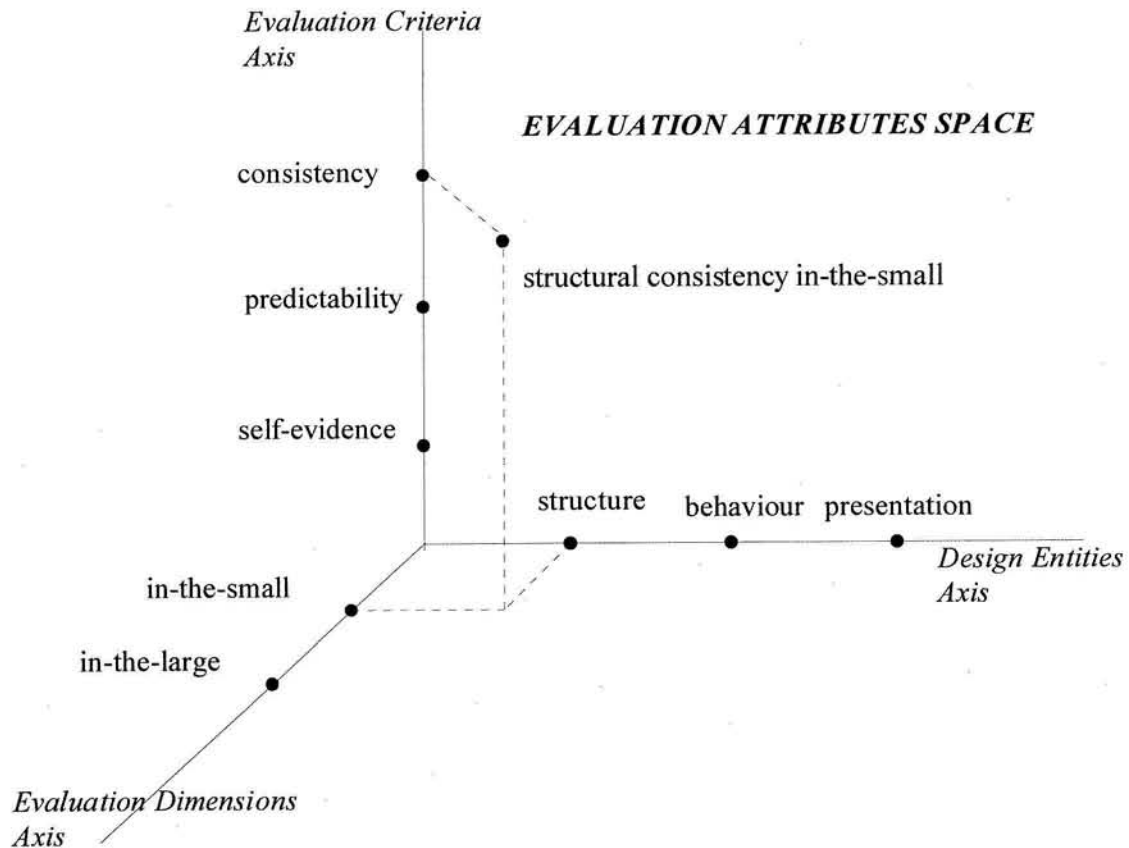 Evaluation Criteria
Axis
EVALUATION ATTRIBUTES SPACE
consistency
structural consistency in-the-small
predictability
self-evidence
structure behaviour presentation
Design Entities
Axis
in-the-small
in-the-large
Evaluation Dimensions
Axis